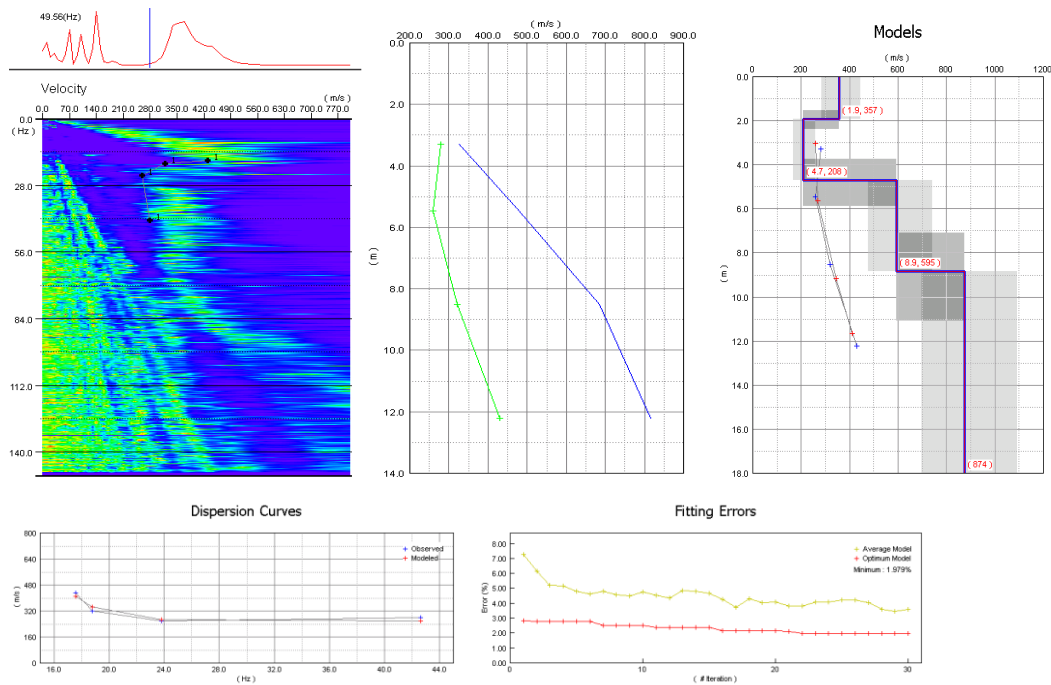 49.56(Hz)
Velocity
( m/s )
0.0 70.0 140.0 210.0 280.0 350.0 420.0 490.0 560.0 630.0 700.0 770.0
0.0
( Hz )
28.0
56.0
84.0
112.0
140.0
1
1
1
1
( m/s )
200.0 300.0 400.0 500.0 600.0 700.0 800.0 900.0
0.0
2.0
4.0
6.0
( m )
8.0
10.0
12.0
14.0
Models
( m/s )
0 200 400 600 800 1000 1200
0.0
2.0
4.0
6.0
8.0
( m )
10.0
12.0
14.0
16.0
18.0
( 1.9, 357 )
( 4.7, 208 )
( 8.9, 595 )
( 874 )
Dispersion Curves
800
640
480
(m/s)
320
160
0
Observed
Modeled
16.0 20.0 24.0 28.0 32.0 36.0 40.0 44.0
( Hz )
Fitting Errors
8.00
7.00
6.00
5.00
Error (%)
4.00
3.00
2.00
1.00
0.00
Average Model
Optimum Model
Minimum : 1.979%
0 10 20 30
( # Iteration )